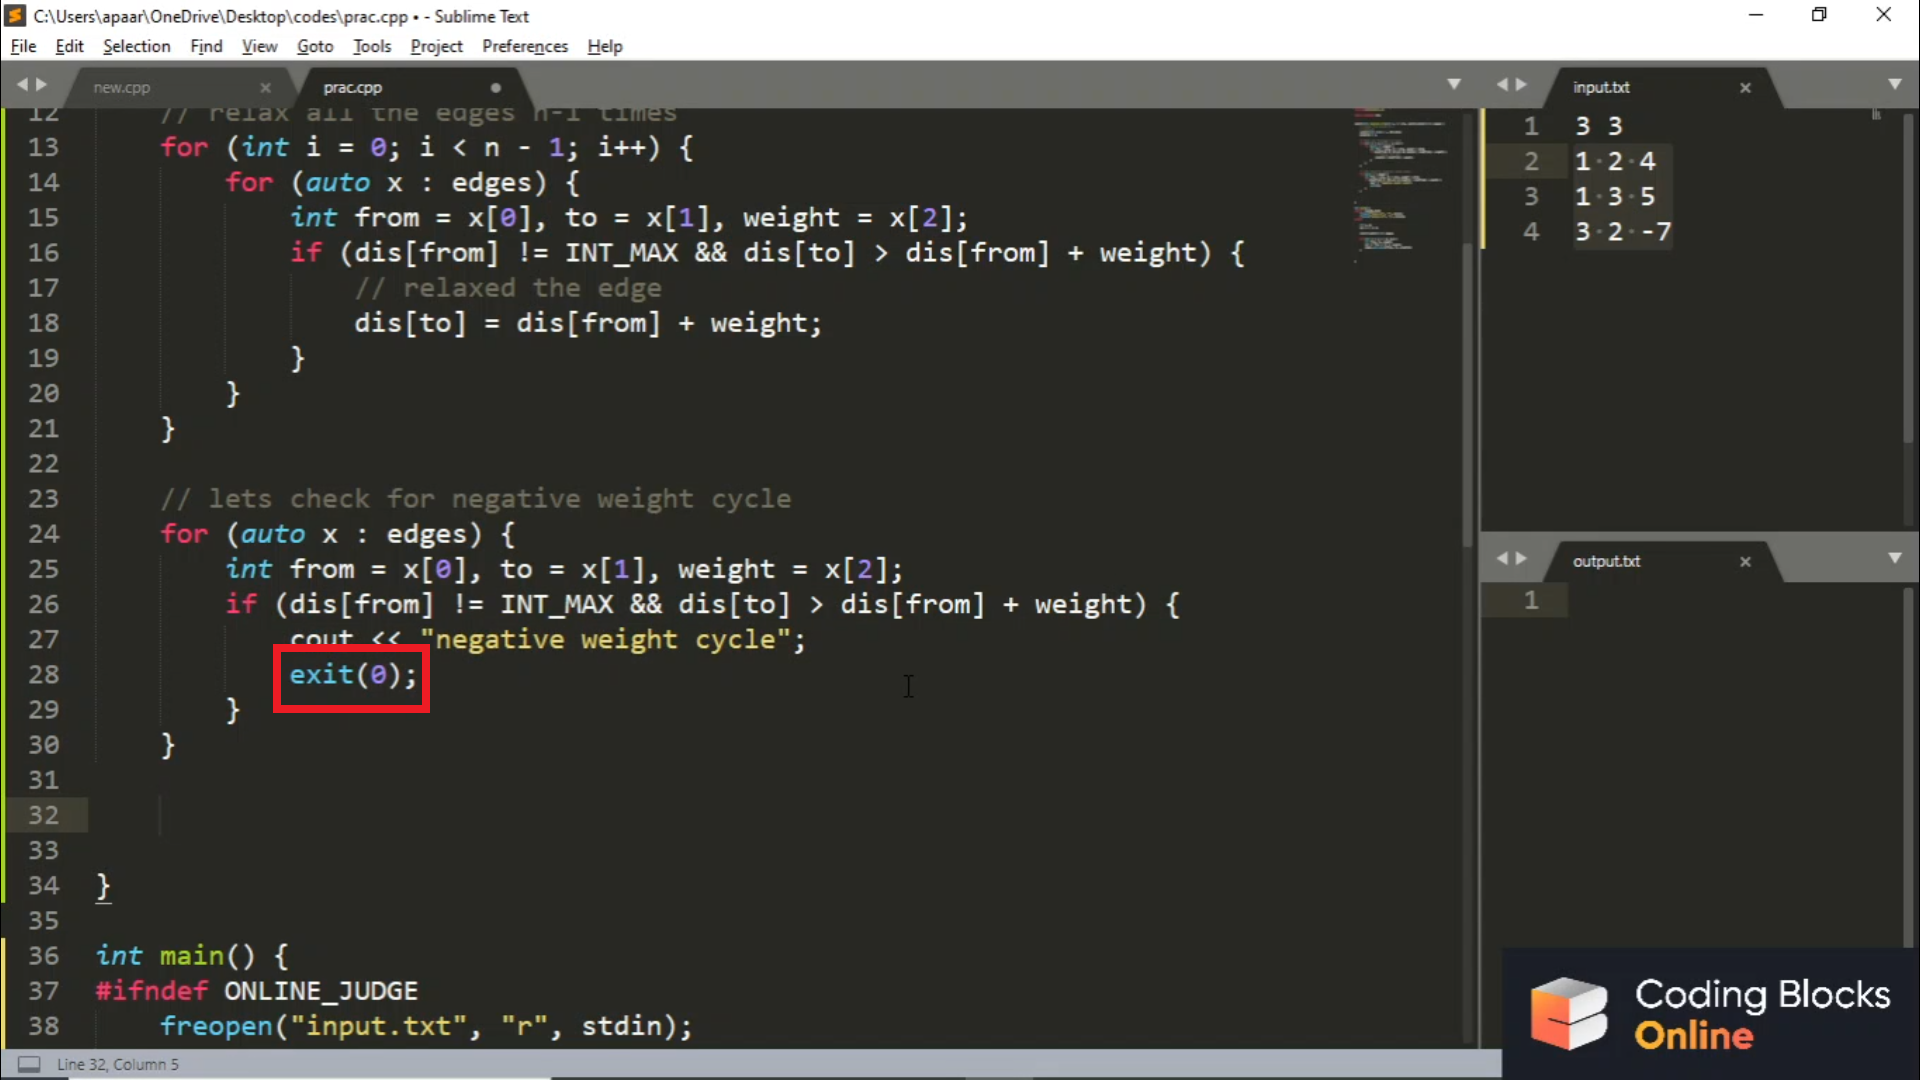 C:\Users\apaar\OneDrive\Desktop\codes\prac.cpp • - Sublime Text
File Edit Selection Find View Goto Tools Project Preferences Help
new.cpp × prac.cpp
12 // relax all the edges n-1 times
13 for (int i = 0; i < n - 1; i++) {
14 for (auto x : edges) {
15 int from = x[0], to = x[1], weight = x[2];
16 if (dis[from] != INT_MAX && dis[to] > dis[from] + weight) {
17 // relaxed the edge
18 dis[to] = dis[from] + weight;
19 }
20 }
21 }
22
23 // lets check for negative weight cycle
24 for (auto x : edges) {
25 int from = x[0], to = x[1], weight = x[2];
26 if (dis[from] != INT_MAX && dis[to] > dis[from] + weight) {
27 cout << "negative weight cycle";
28 exit(0);
29 }
30 }
31
32
33
34 }
35
36 int main() {
37 #ifndef ONLINE_JUDGE
38 freopen("input.txt", "r", stdin);
Line 32, Column 5
input.txt ×
1 3 3
2 1·2·4
3 1·3·5
4 3·2·-7
output.txt ×
1
Coding Blocks
Online